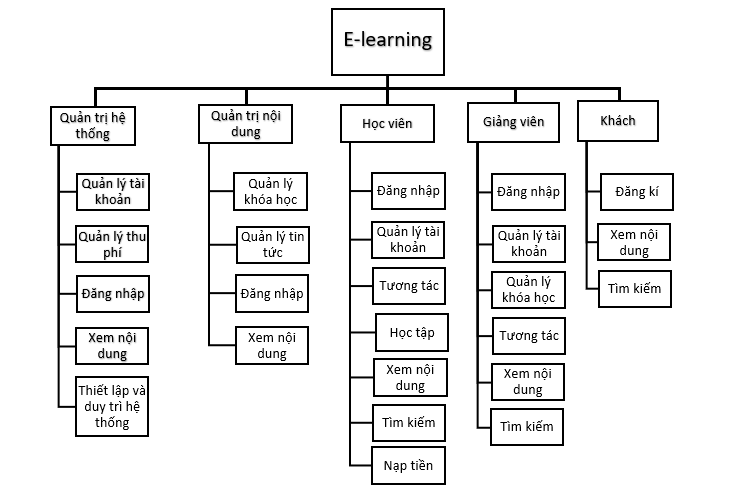 E-learning
Quản trị hệ
thống
Quản lý tài
khoản
Quản lý thu
phí
Đăng nhập
Xem nội
dung
Thiết lập và
duy trì hệ
thống
Quản trị nội
dung
Quản lý
khóa học
Quản lý tin
tức
Đăng nhập
Xem nội
dung
Học viên
Đăng nhập
Quản lý tài
khoản
Tương tác
Học tập
Xem nội
dung
Tìm kiếm
Nạp tiền
Giảng viên
Đăng nhập
Quản lý tài
khoản
Quản lý
khóa học
Tương tác
Xem nội
dung
Tìm kiếm
Khách
Đăng kí
Xem nội
dung
Tìm kiếm